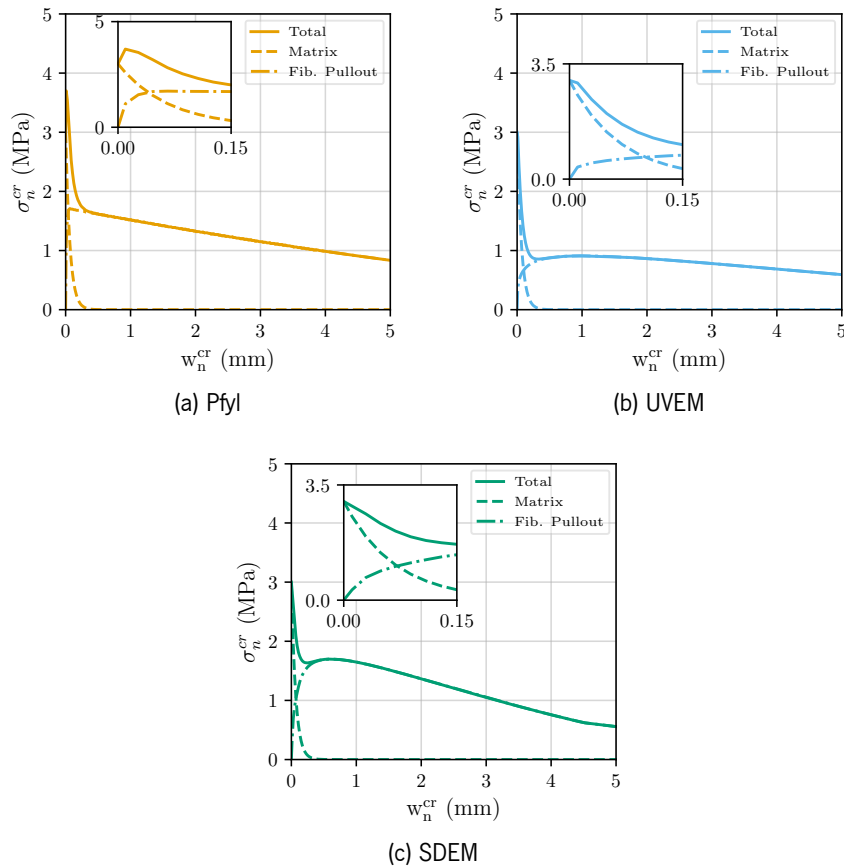 5
4
3
2
1
0
σ_n^cr (MPa)
5
0
0.00
0.15
Total
Matrix
Fib. Pullout
0
1
2
3
4
5
w_n^cr (mm)
(a) Pfyl
5
4
3
2
1
0
σ_n^cr (MPa)
3.5
0.0
0.00
0.15
Total
Matrix
Fib. Pullout
0
1
2
3
4
5
w_n^cr (mm)
(b) UVEM
5
4
3
2
1
0
σ_n^cr (MPa)
3.5
0.0
0.00
0.15
Total
Matrix
Fib. Pullout
0
1
2
3
4
5
w_n^cr (mm)
(c) SDEM